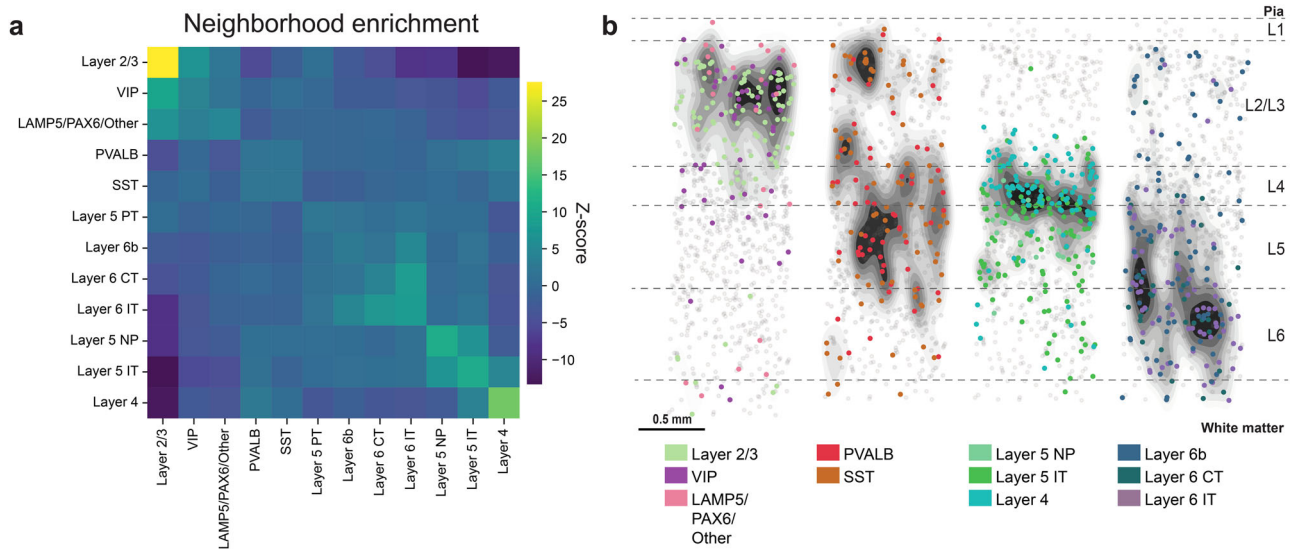 a
Neighborhood enrichment
Layer 2/3
VIP
LAMP5/PAX6/Other
PVALB
SST
Layer 5 PT
Layer 6b
Layer 6 CT
Layer 6 IT
Layer 5 NP
Layer 5 IT
Layer 4
Layer 2/3
VIP
LAMP5/PAX6/Other
PVALB
SST
Layer 5 PT
Layer 6b
Layer 6 CT
Layer 6 IT
Layer 5 NP
Layer 5 IT
Layer 4
25
20
15
10
5
0
−5
−10
Z-score
b
Pia
L1
L2/L3
L4
L5
L6
White matter
0.5 mm
Layer 2/3
VIP
LAMP5/
PAX6/
Other
PVALB
SST
Layer 5 NP
Layer 5 IT
Layer 4
Layer 6b
Layer 6 CT
Layer 6 IT